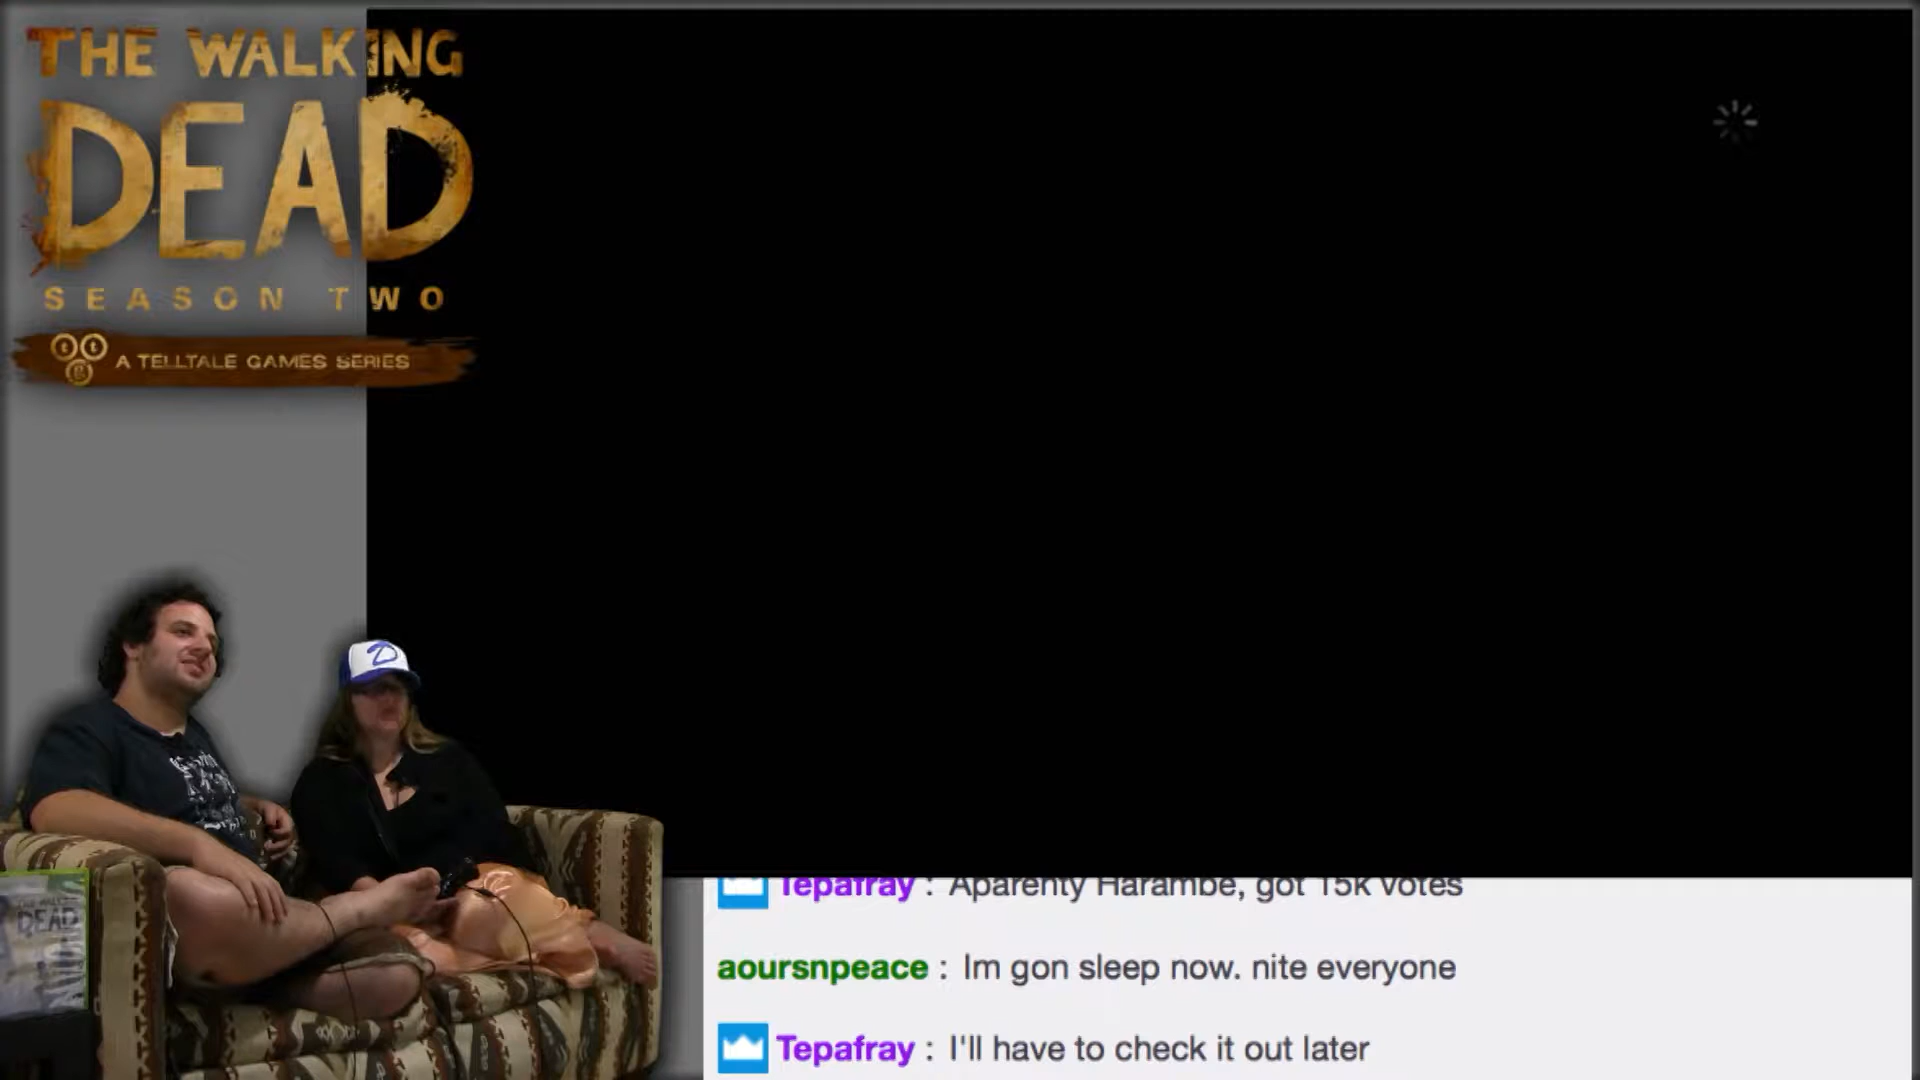 THE WALKING
DEAD
SEASON TWO
A TELLTALE GAMES SERIES
Tepafray : Aparenty Harambe, got 15k votes
aoursnpeace : Im gon sleep now. nite everyone
Tepafray : I'll have to check it out later
DEAD